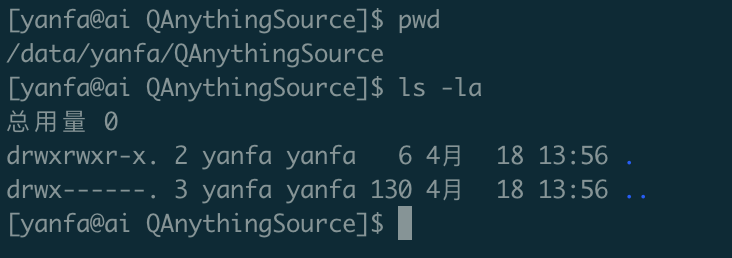 [yanfa@ai QAnythingSource]$ pwd
/data/yanfa/QAnythingSource
[yanfa@ai QAnythingSource]$ ls -la
总用量 0
drwxrwxr-x. 2 yanfa yanfa   6 4月  18 13:56 .
drwx------. 3 yanfa yanfa 130 4月  18 13:56 ..
[yanfa@ai QAnythingSource]$